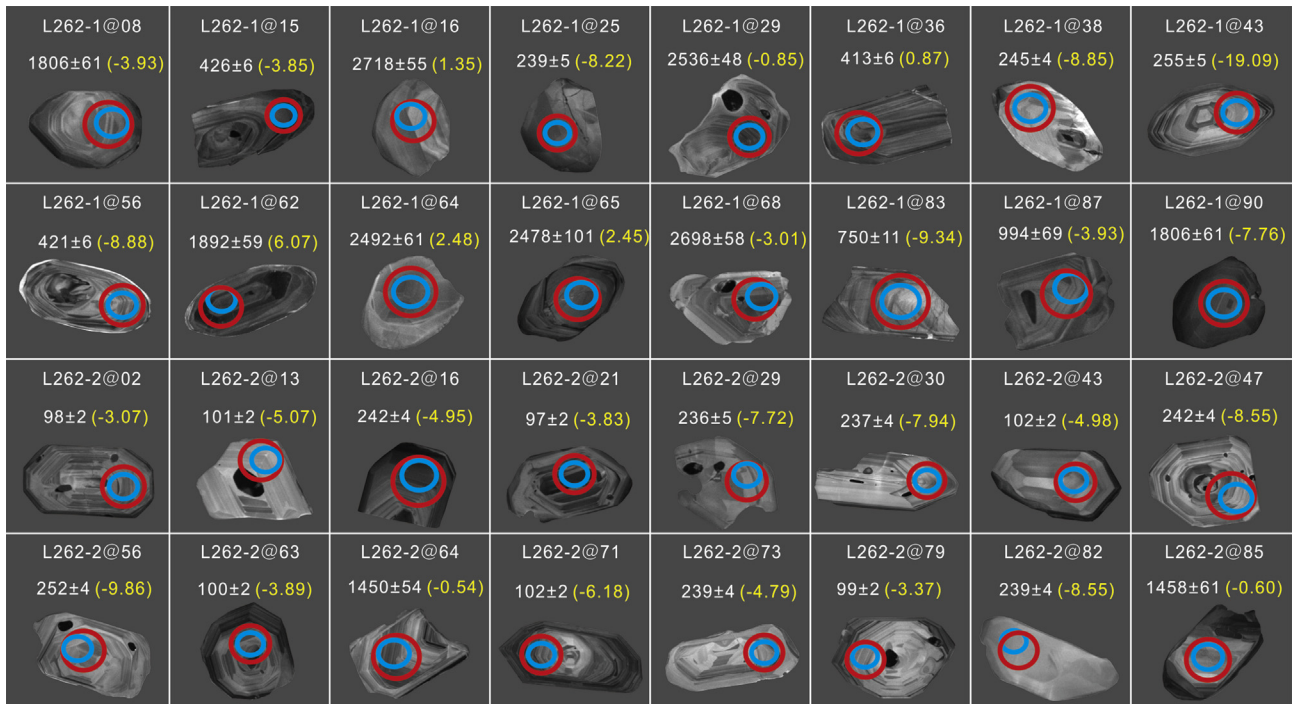 L262-1@08 L262-1@15 L262-1@16 L262-1@25 L262-1@29 L262-1@36 L262-1@38 L262-1@43
1806±61 (-3.93) 426±6 (-3.85) 2718±55 (1.35) 239±5 (-8.22) 2536±48 (-0.85) 413±6 (0.87) 245±4 (-8.85) 255±5 (-19.09)
L262-1@56 L262-1@62 L262-1@64 L262-1@65 L262-1@68 L262-1@83 L262-1@87 L262-1@90
421±6 (-8.88) 1892±59 (6.07) 2492±61 (2.48) 2478±101 (2.45) 2698±58 (-3.01) 750±11 (-9.34) 994±69 (-3.93) 1806±61 (-7.76)
L262-2@02 L262-2@13 L262-2@16 L262-2@21 L262-2@29 L262-2@30 L262-2@43 L262-2@47
98±2 (-3.07) 101±2 (-5.07) 242±4 (-4.95) 97±2 (-3.83) 236±5 (-7.72) 237±4 (-7.94) 102±2 (-4.98) 242±4 (-8.55)
L262-2@56 L262-2@63 L262-2@64 L262-2@71 L262-2@73 L262-2@79 L262-2@82 L262-2@85
252±4 (-9.86) 100±2 (-3.89) 1450±54 (-0.54) 102±2 (-6.18) 239±4 (-4.79) 99±2 (-3.37) 239±4 (-8.55) 1458±61 (-0.60)